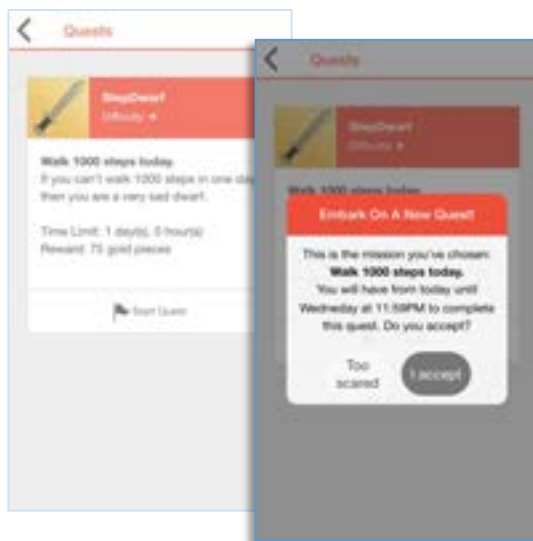 Quests
StepDwarf
Difficulty: ★
Walk 1000 steps today.
If you can't walk 1000 steps in one day
then you are a very sad dwarf.
Time Limit: 1 day(s), 0 hour(s)
Reward: 75 gold pieces
Start Quest
Quests
StepDwarf
Difficulty: ★
Walk 1000 steps today.
Embark On A New Quest!
This is the mission you've chosen:
Walk 1000 steps today.
You will have from today until
Wednesday at 11:59PM to complete
this quest. Do you accept?
Too
scared
I accept